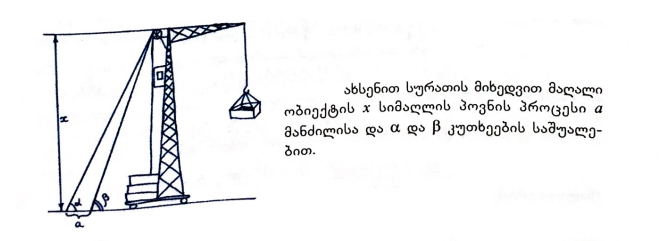 ახსენით სურათის მიხედვით მაღალი
ობიექტის x სიმაღლის პოვნის პროცესი a
მანძილისა და α და β კუთხეების საშუალე-
ბით.
x
α
β
a